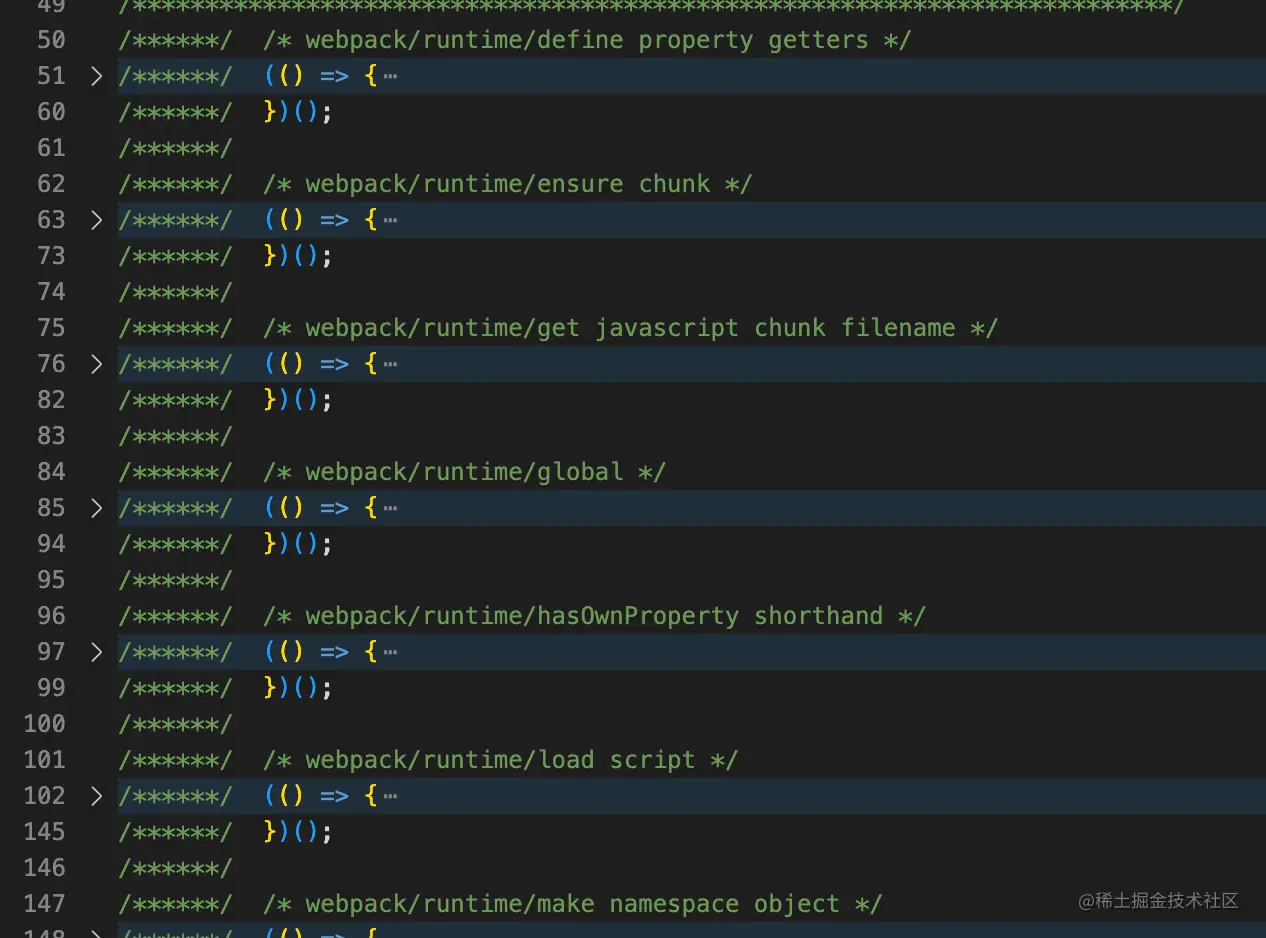 49 /************************************************************************/
50 /******/ /* webpack/runtime/define property getters */
51 > /******/ (() => {⋯
60 /******/ })();
61 /******/
62 /******/ /* webpack/runtime/ensure chunk */
63 > /******/ (() => {⋯
73 /******/ })();
74 /******/
75 /******/ /* webpack/runtime/get javascript chunk filename */
76 > /******/ (() => {⋯
82 /******/ })();
83 /******/
84 /******/ /* webpack/runtime/global */
85 > /******/ (() => {⋯
94 /******/ })();
95 /******/
96 /******/ /* webpack/runtime/hasOwnProperty shorthand */
97 > /******/ (() => {⋯
99 /******/ })();
100 /******/
101 /******/ /* webpack/runtime/load script */
102 > /******/ (() => {⋯
145 /******/ })();
146 /******/
147 /******/ /* webpack/runtime/make namespace object */
@稀土掘金技术社区
148 > /******/ (() => {